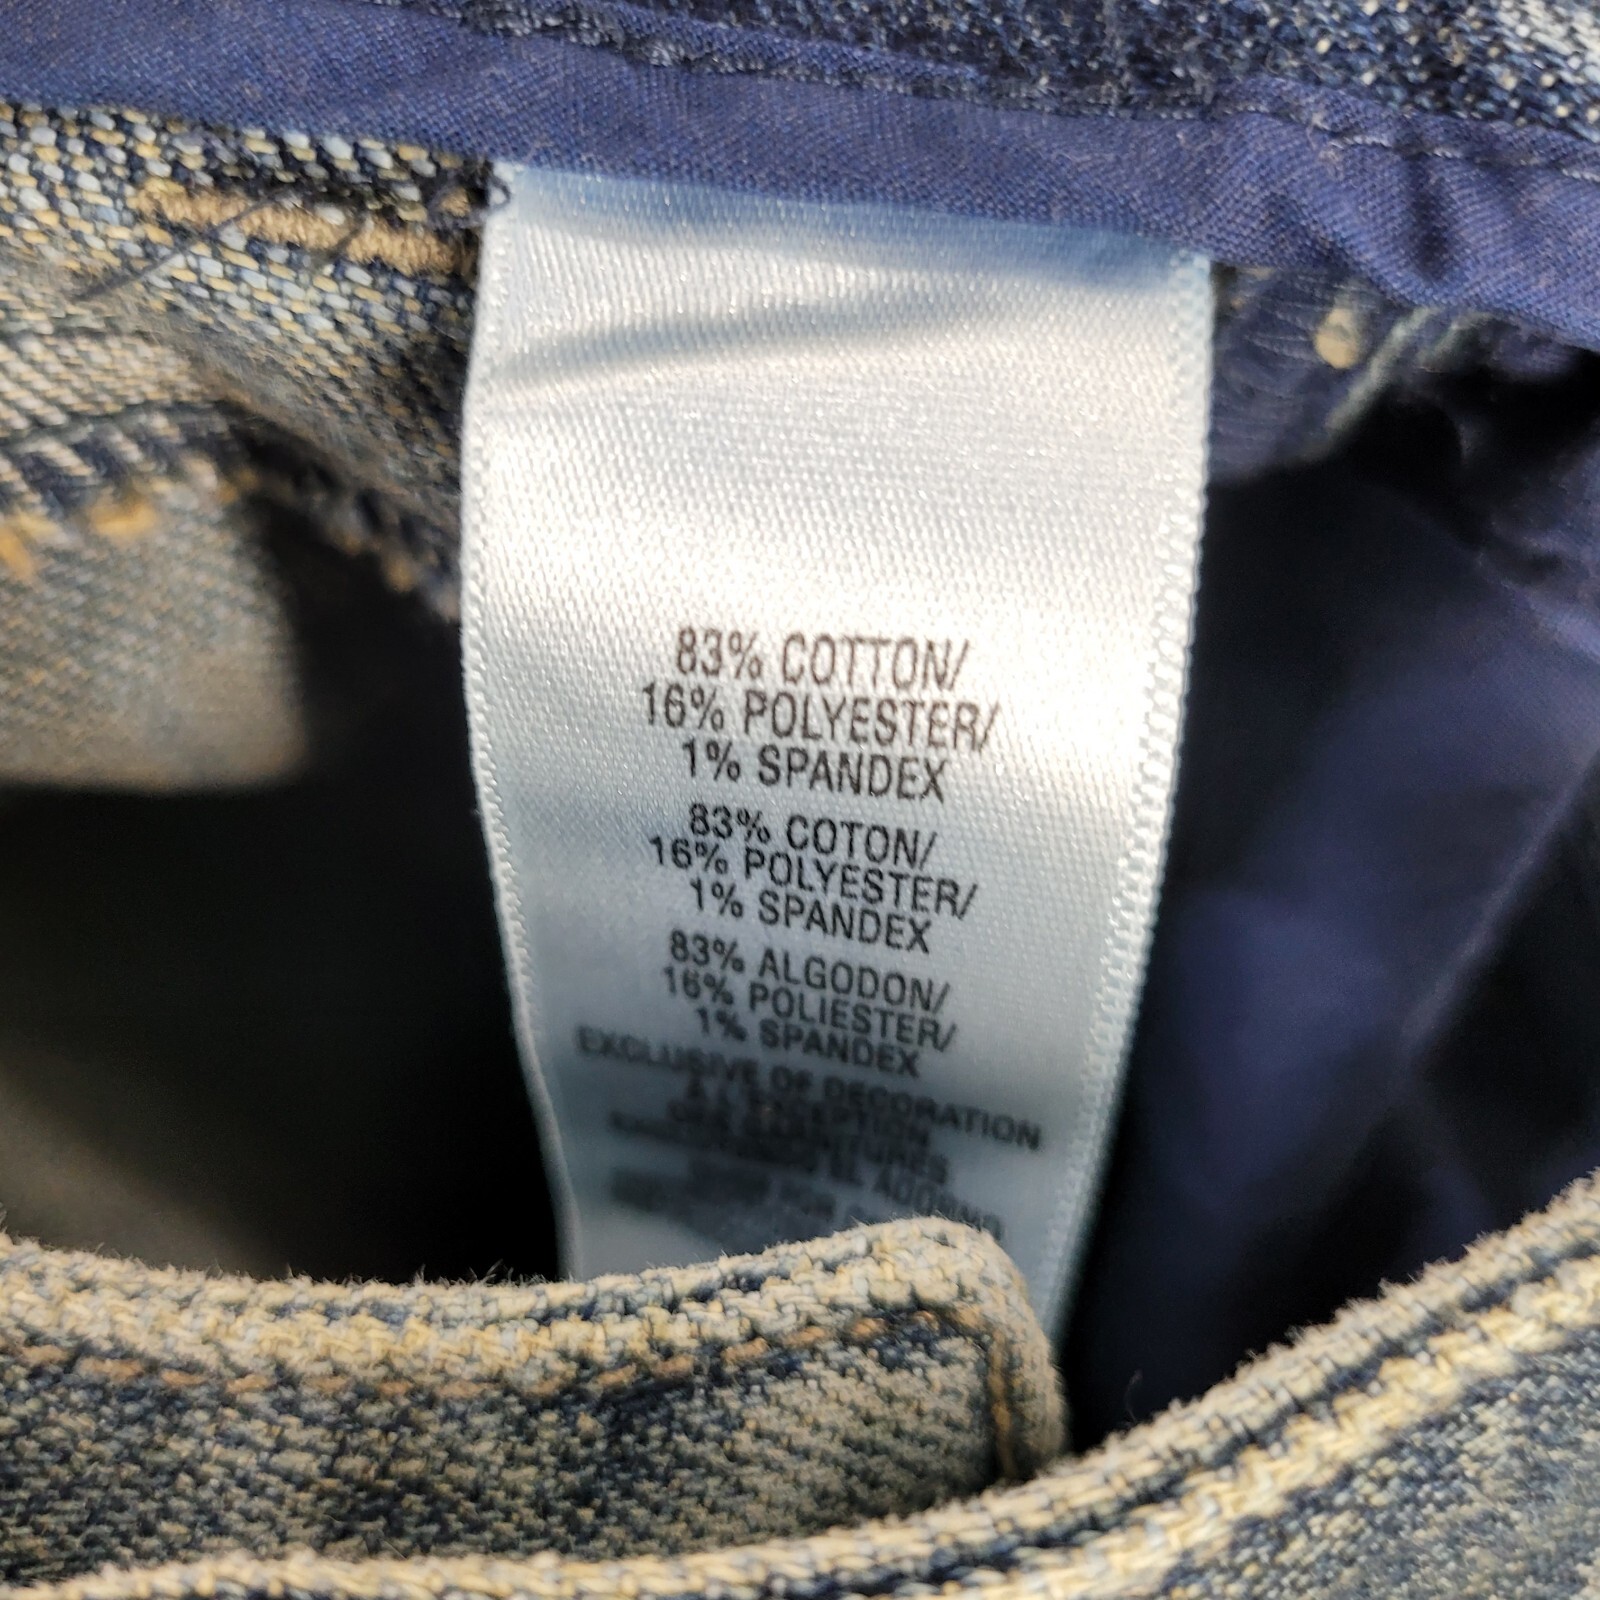 83% COTTON/
16% POLYESTER/
1% SPANDEX
83% COTON/
16% POLYESTER/
1% SPANDEX
83% ALGODON/
16% POLIESTER/
1% SPANDEX
EXCLUSIVE OF DECORATION
À L'EXCEPTION